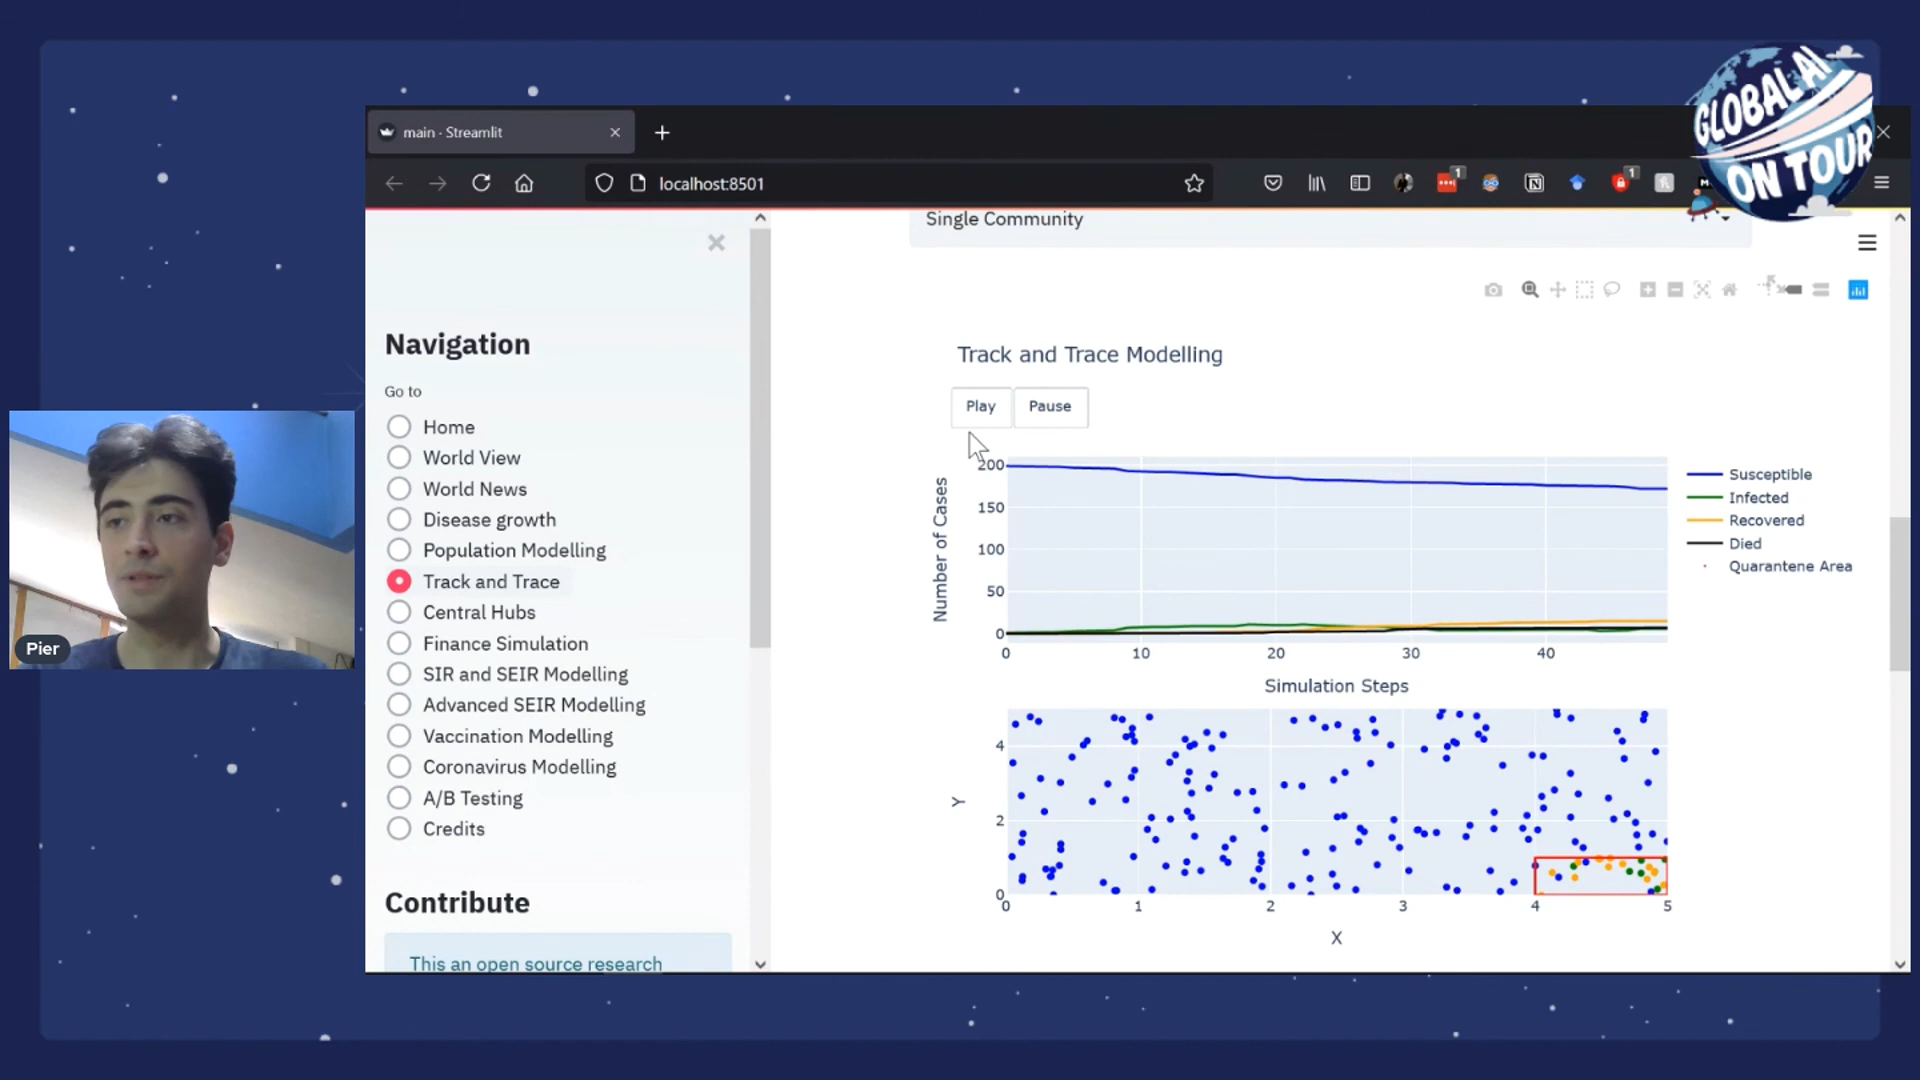 GLOBAL AI
ON TOUR
main - Streamlit
localhost:8501
1
1
Single Community
Navigation
Go to
Home
World View
World News
Disease growth
Population Modelling
Track and Trace
Central Hubs
Finance Simulation
SIR and SEIR Modelling
Advanced SEIR Modelling
Vaccination Modelling
Coronavirus Modelling
A/B Testing
Credits
Contribute
This an open source research
Track and Trace Modelling
Play
Pause
Number of Cases
200
150
100
50
0
0
10
20
30
40
Simulation Steps
Susceptible
Infected
Recovered
Died
Quarantene Area
Y
4
2
0
0
1
2
3
4
5
X
Pier